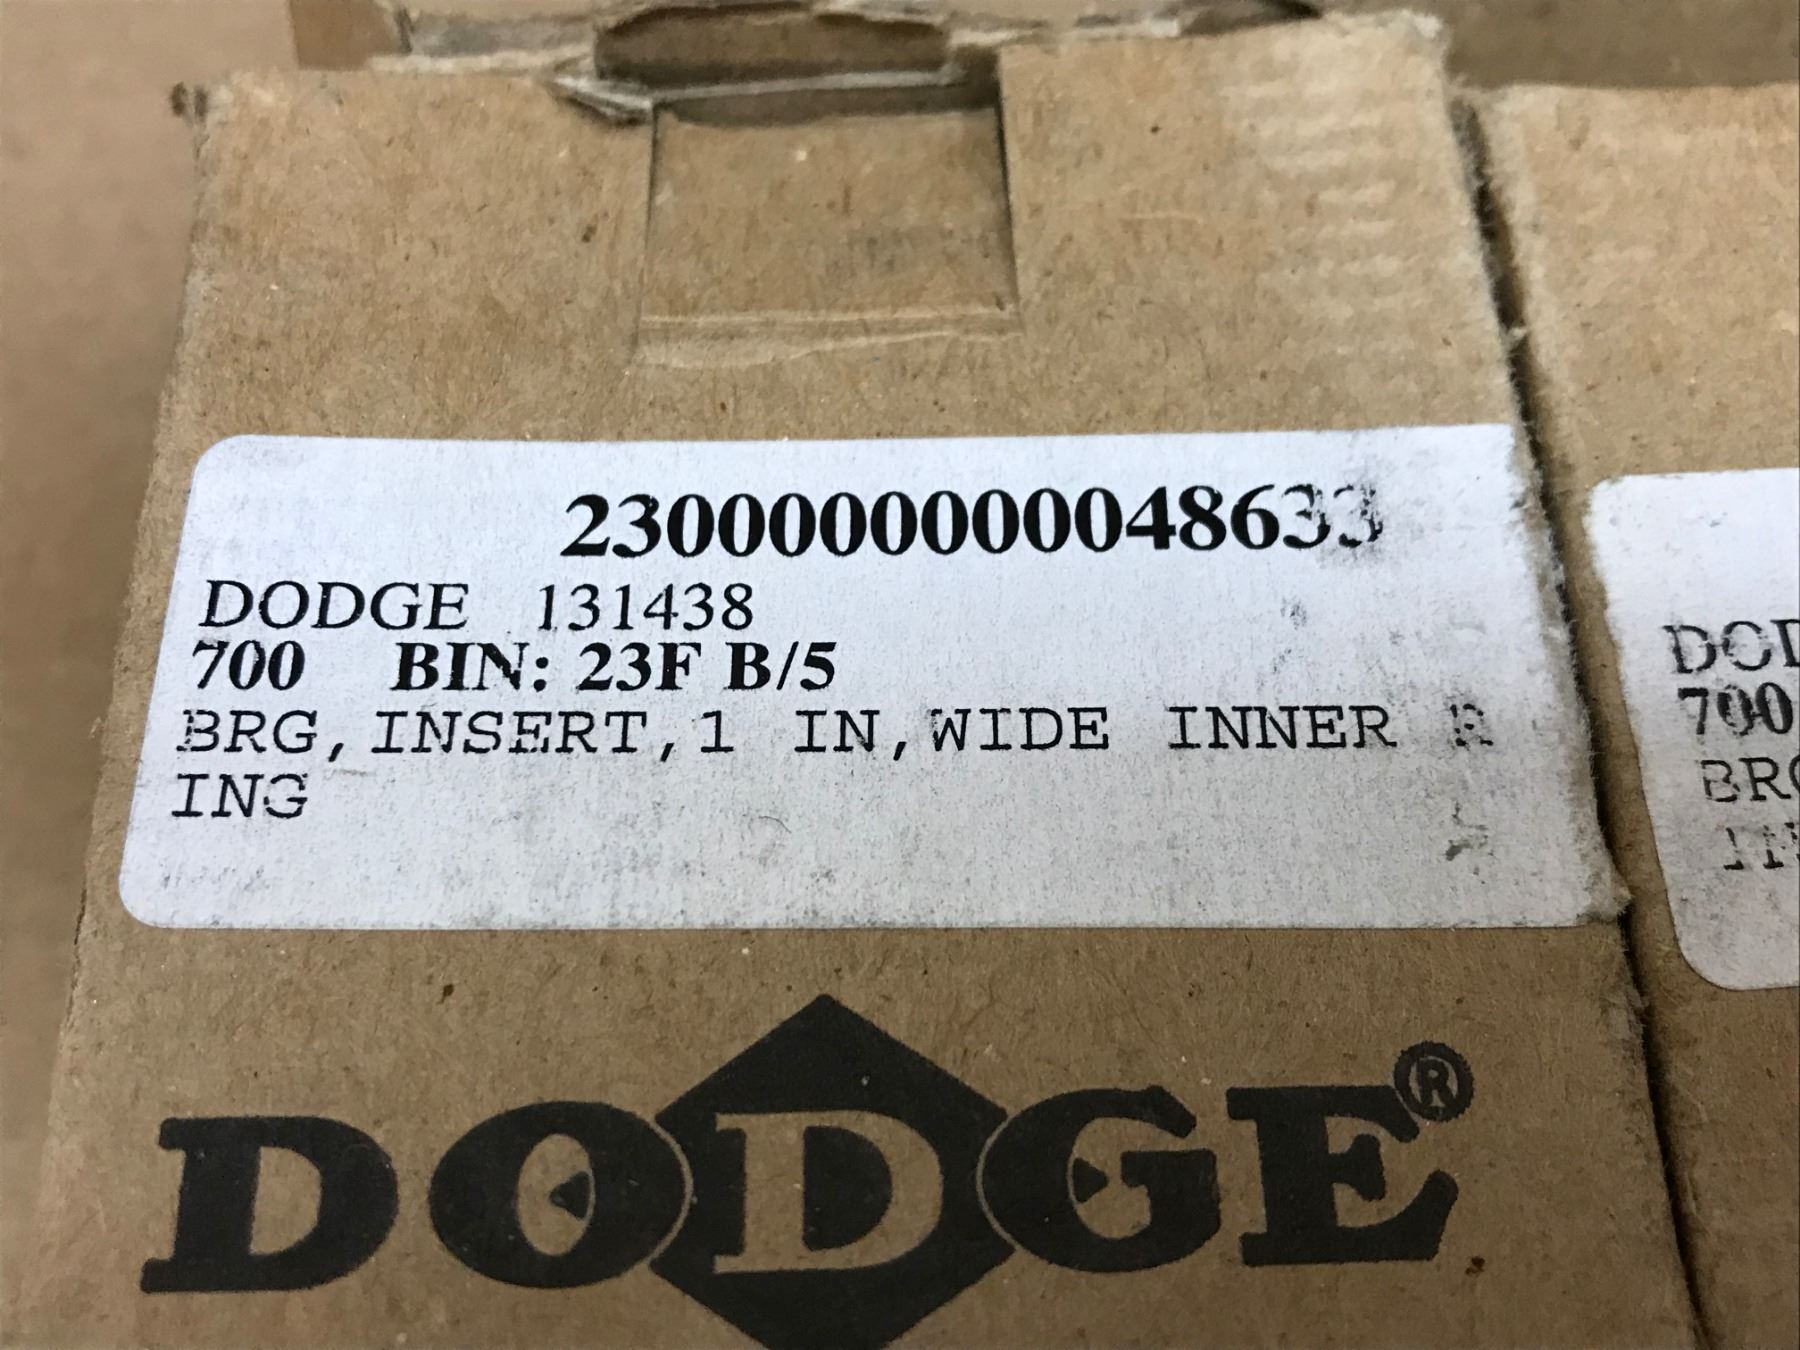 2300000000048633
DODGE 131438
700 BIN: 23F B/5
BRG,INSERT,1 IN,WIDE INNER R
ING
DODGE®
700